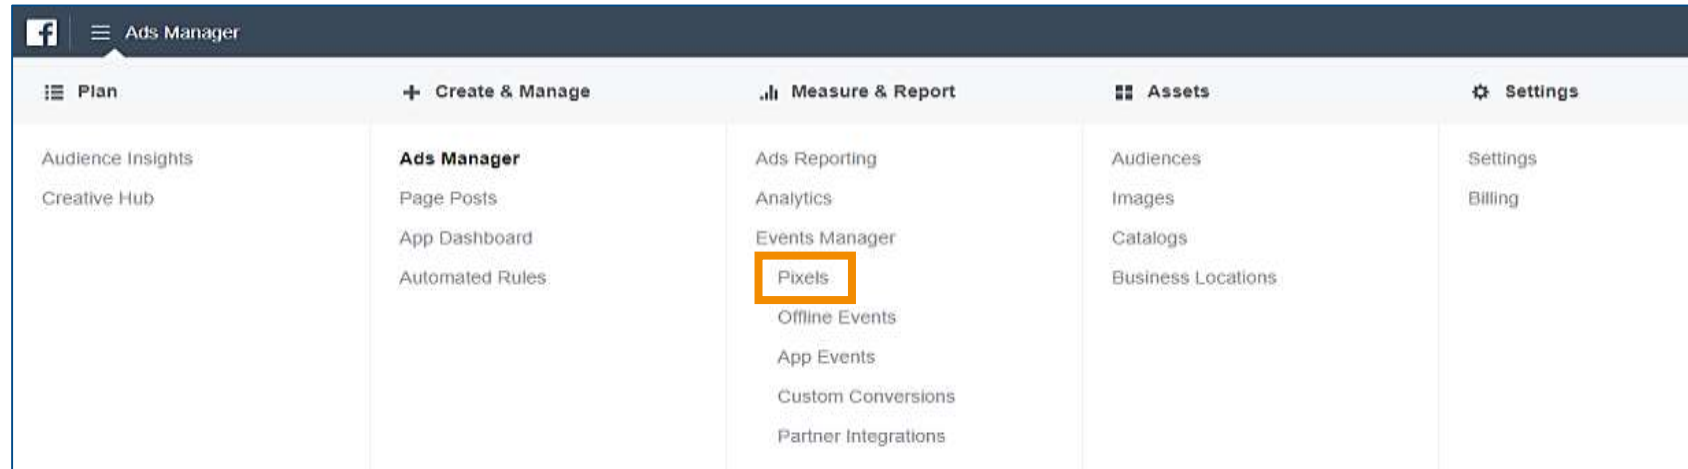 f Ads Manager
Plan
Audience Insights
Creative Hub
Create & Manage
Ads Manager
Page Posts
App Dashboard
Automated Rules
Measure & Report
Ads Reporting
Analytics
Events Manager
Pixels
Offline Events
App Events
Custom Conversions
Partner Integrations
Assets
Audiences
Images
Catalogs
Business Locations
Settings
Settings
Billing